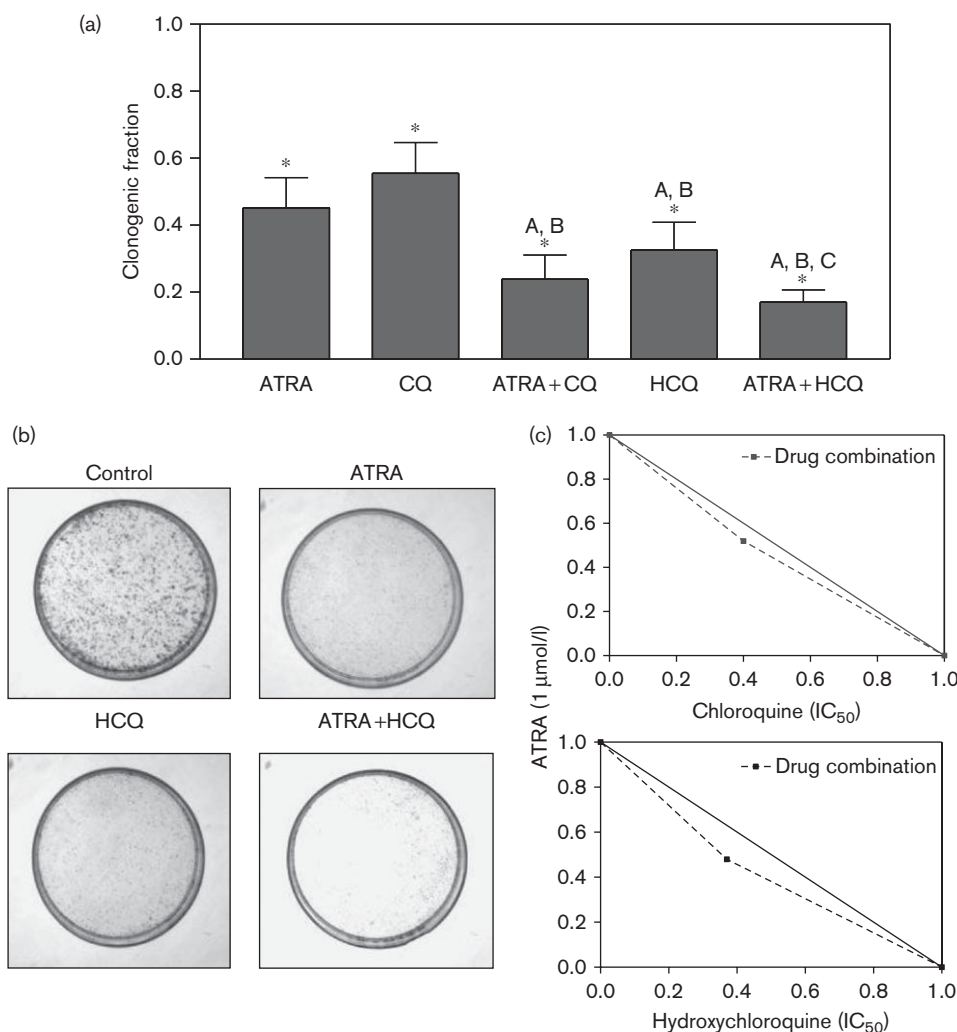 (a)
1.0
0.8
0.6
0.4
0.2
0.0
Clonogenic fraction
*
*
A, B
*
A, B
*
A, B, C
*
ATRA
CQ
ATRA+CQ
HCQ
ATRA+HCQ
(b)
Control
ATRA
HCQ
ATRA+HCQ
(c)
1.0
0.8
0.6
0.4
0.2
0.0
Drug combination
0.0 0.2 0.4 0.6 0.8 1.0
Chloroquine (IC50)
ATRA (1 μmol/l)
1.0
0.8
0.6
0.4
0.2
0.0
Drug combination
0.0 0.2 0.4 0.6 0.8 1.0
Hydroxychloroquine (IC50)